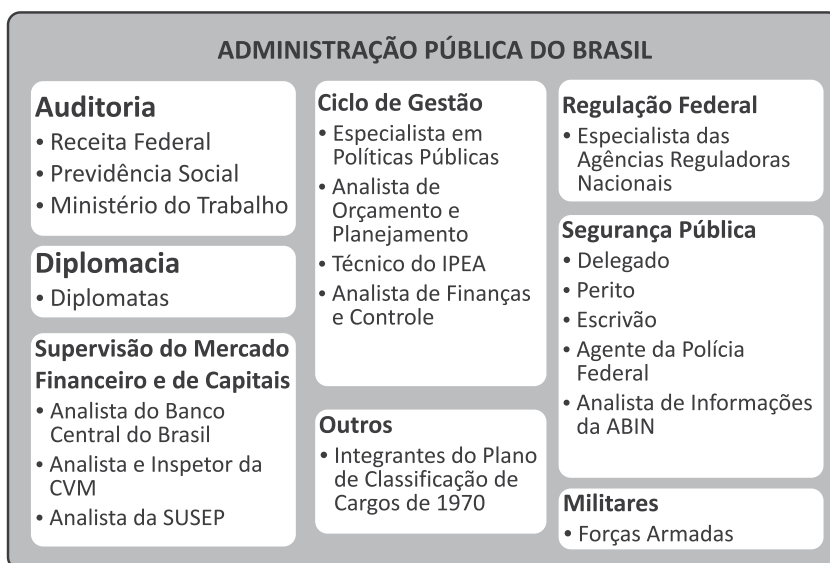 ADMINISTRAÇÃO PÚBLICA DO BRASIL
Auditoria
• Receita Federal
• Previdência Social
• Ministério do Trabalho
Diplomacia
• Diplomatas
Supervisão do Mercado
Financeiro e de Capitais
• Analista do Banco
Central do Brasil
• Analista e Inspetor da
CVM
• Analista da SUSEP
Ciclo de Gestão
• Especialista em
Políticas Públicas
• Analista de
Orçamento e
Planejamento
• Técnico do IPEA
• Analista de Finanças
e Controle
Outros
• Integrantes do Plano
de Classificação de
Cargos de 1970
Regulação Federal
• Especialista das
Agências Reguladoras
Nacionais
Segurança Pública
• Delegado
• Perito
• Escrivão
• Agente da Polícia
Federal
• Analista de Informações
da ABIN
Militares
• Forças Armadas